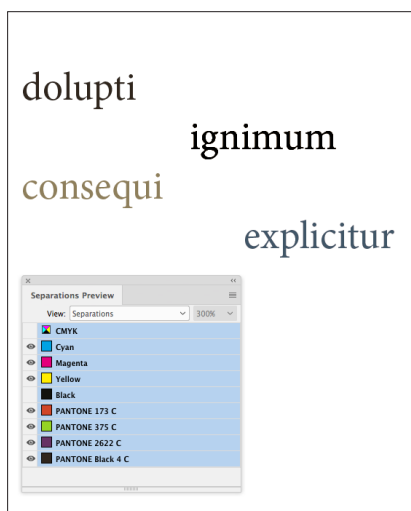 dolupti
ignimum
consequi
explicitur
Separations Preview
View: Separations 300%
CMYK
Cyan
Magenta
Yellow
Black
PANTONE 173 C
PANTONE 375 C
PANTONE 2622 C
PANTONE Black 4 C